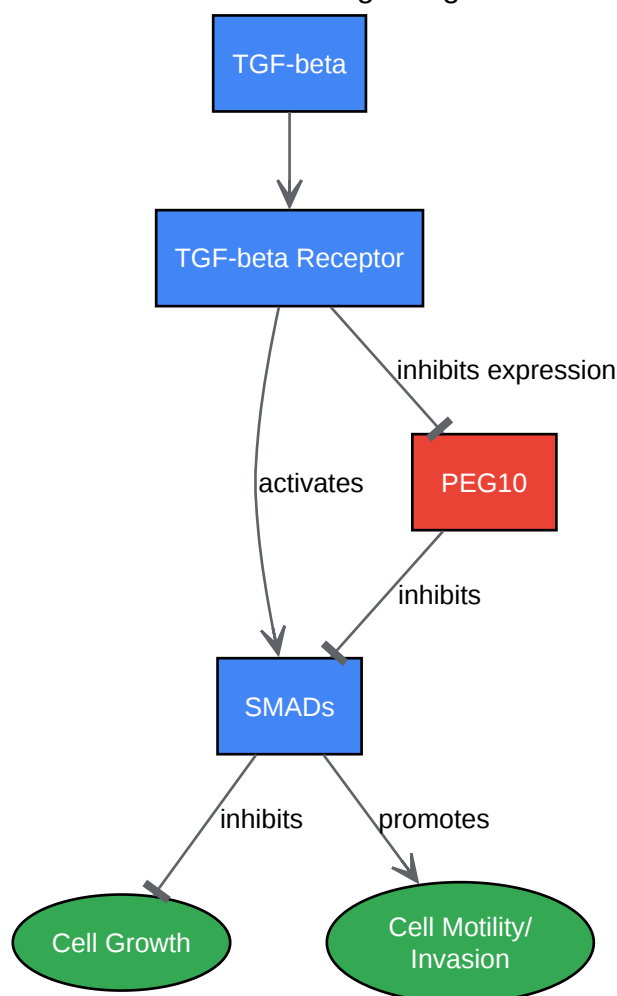 TGF-beta
TGF-beta Receptor
inhibits expression
activates
PEG10
inhibits
SMADs
inhibits
promotes
Cell Growth
Cell Motility/
Invasion